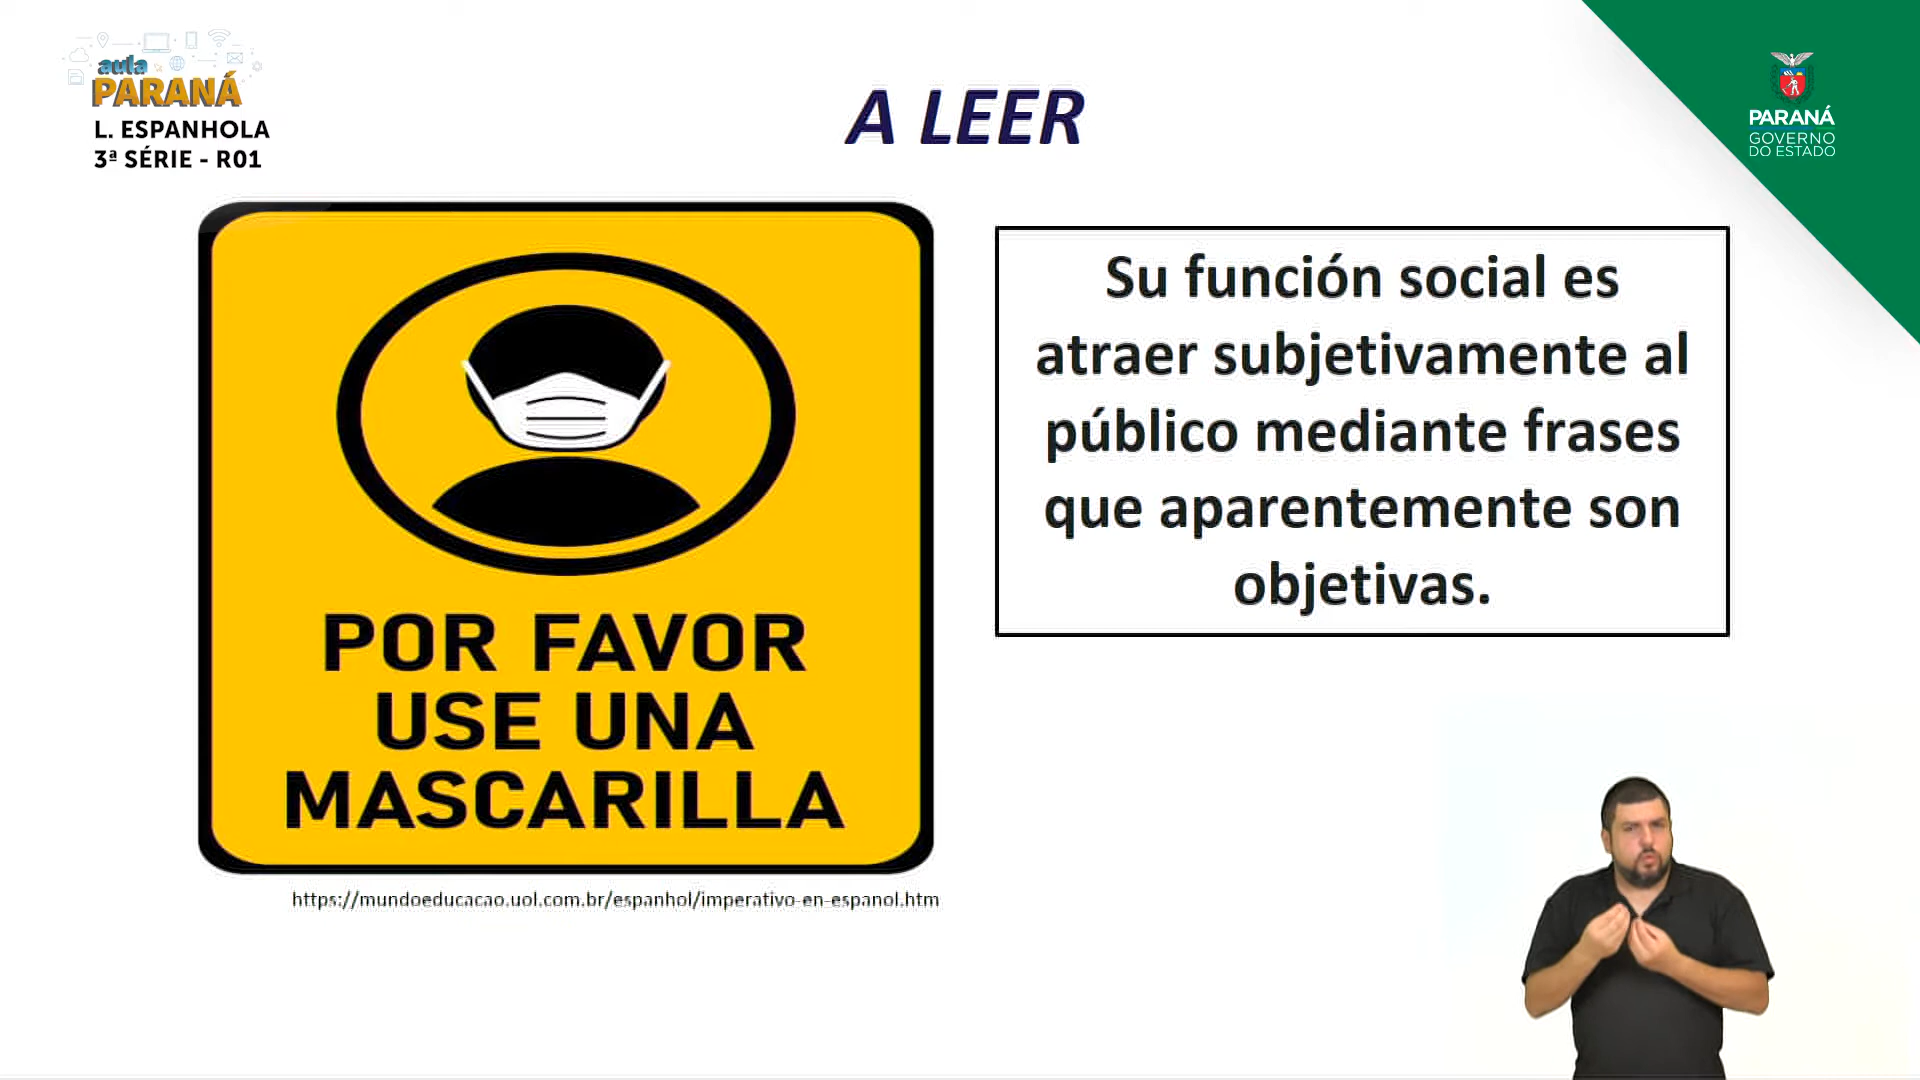 aula
PARANÁ
L. ESPANHOLA
3ª SÉRIE - R01
A LEER
PARANÁ
GOVERNO
DO ESTADO
POR FAVOR
USE UNA
MASCARILLA
https://mundoeducacao.uol.com.br/espanhol/imperativo-en-espanol.htm
Su función social es
atraer subjetivamente al
público mediante frases
que aparentemente son
objetivas.